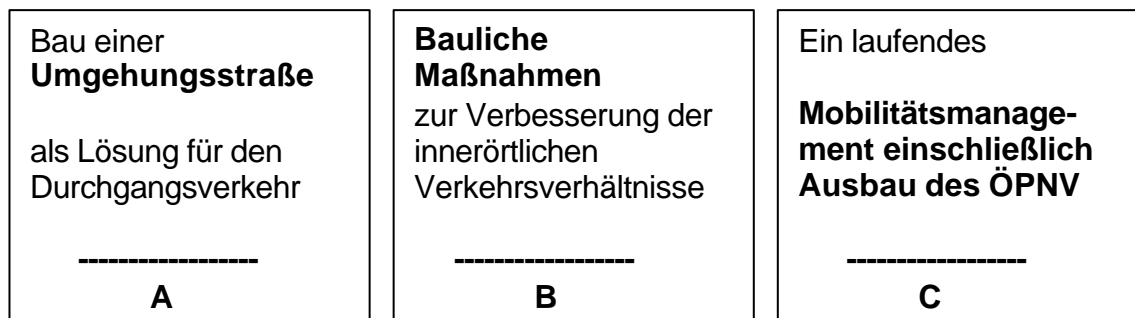 Bau einer
Umgehungsstraße
als Lösung für den
Durchgangsverkehr
------------------
A
Bauliche
Maßnahmen
zur Verbesserung der
innerörtlichen
Verkehrsverhältnisse
------------------
B
Ein laufendes
Mobilitätsmanage-
ment einschließlich
Ausbau des ÖPNV
------------------
C